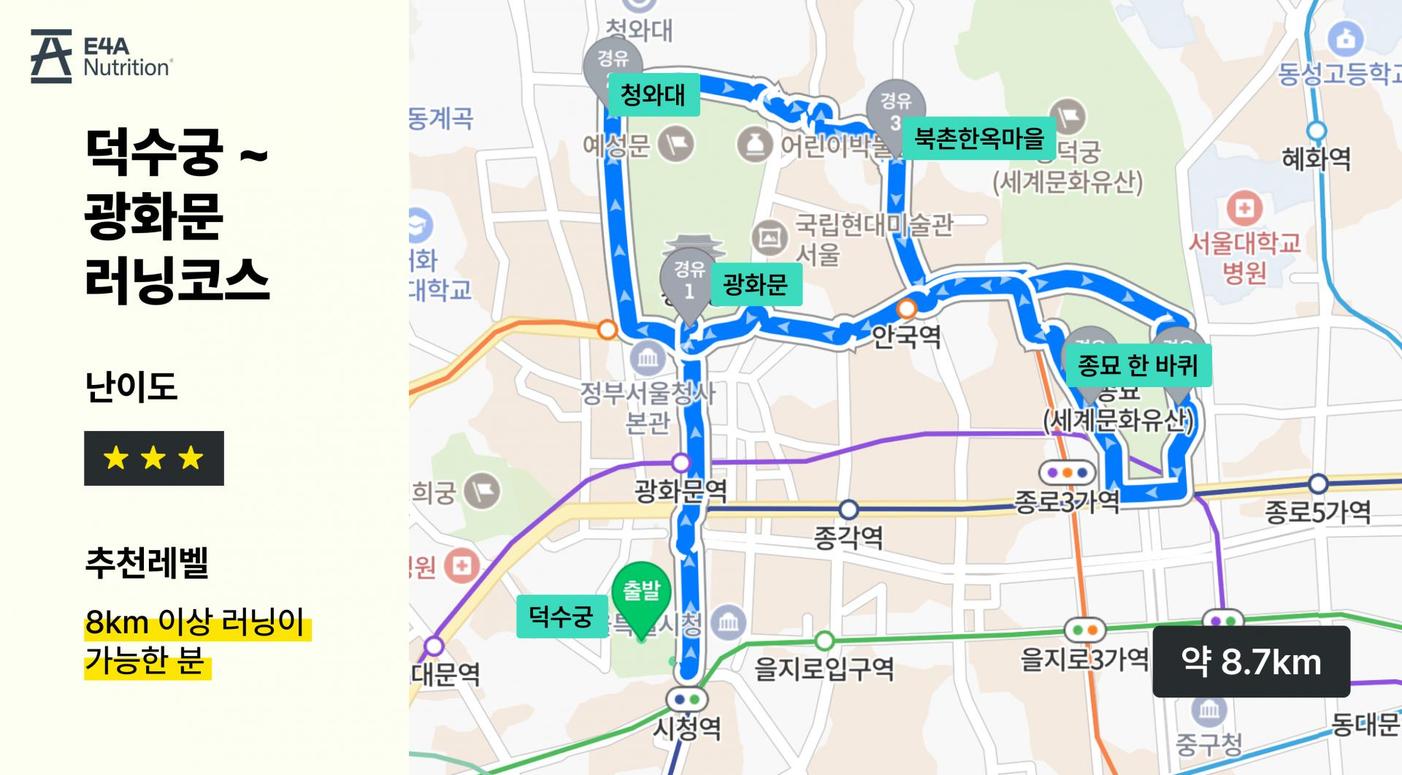 E4A
Nutrition
덕수궁 ~
광화문
러닝코스
난이도
추천레벨
8km 이상 러닝이
가능한 분
청와대
경유
청와대
동계곡
예성문
어린이박물
경유
3
북촌한옥마을
덕궁
(세계문화유산)
동성고등학교
혜화역
서울대학교
병원
국립현대미술관
서울
화
대학교
경유
1
광화문
안국역
정부서울청사
본관
종묘 한 바퀴
종묘
(세계문화유산)
희궁
광화문역
종각역
종로3가역
종로5가역
병원
출발
덕수궁
특별시청
대문역
을지로입구역
을지로3가역
약 8.7km
시청역
중구청
동대문